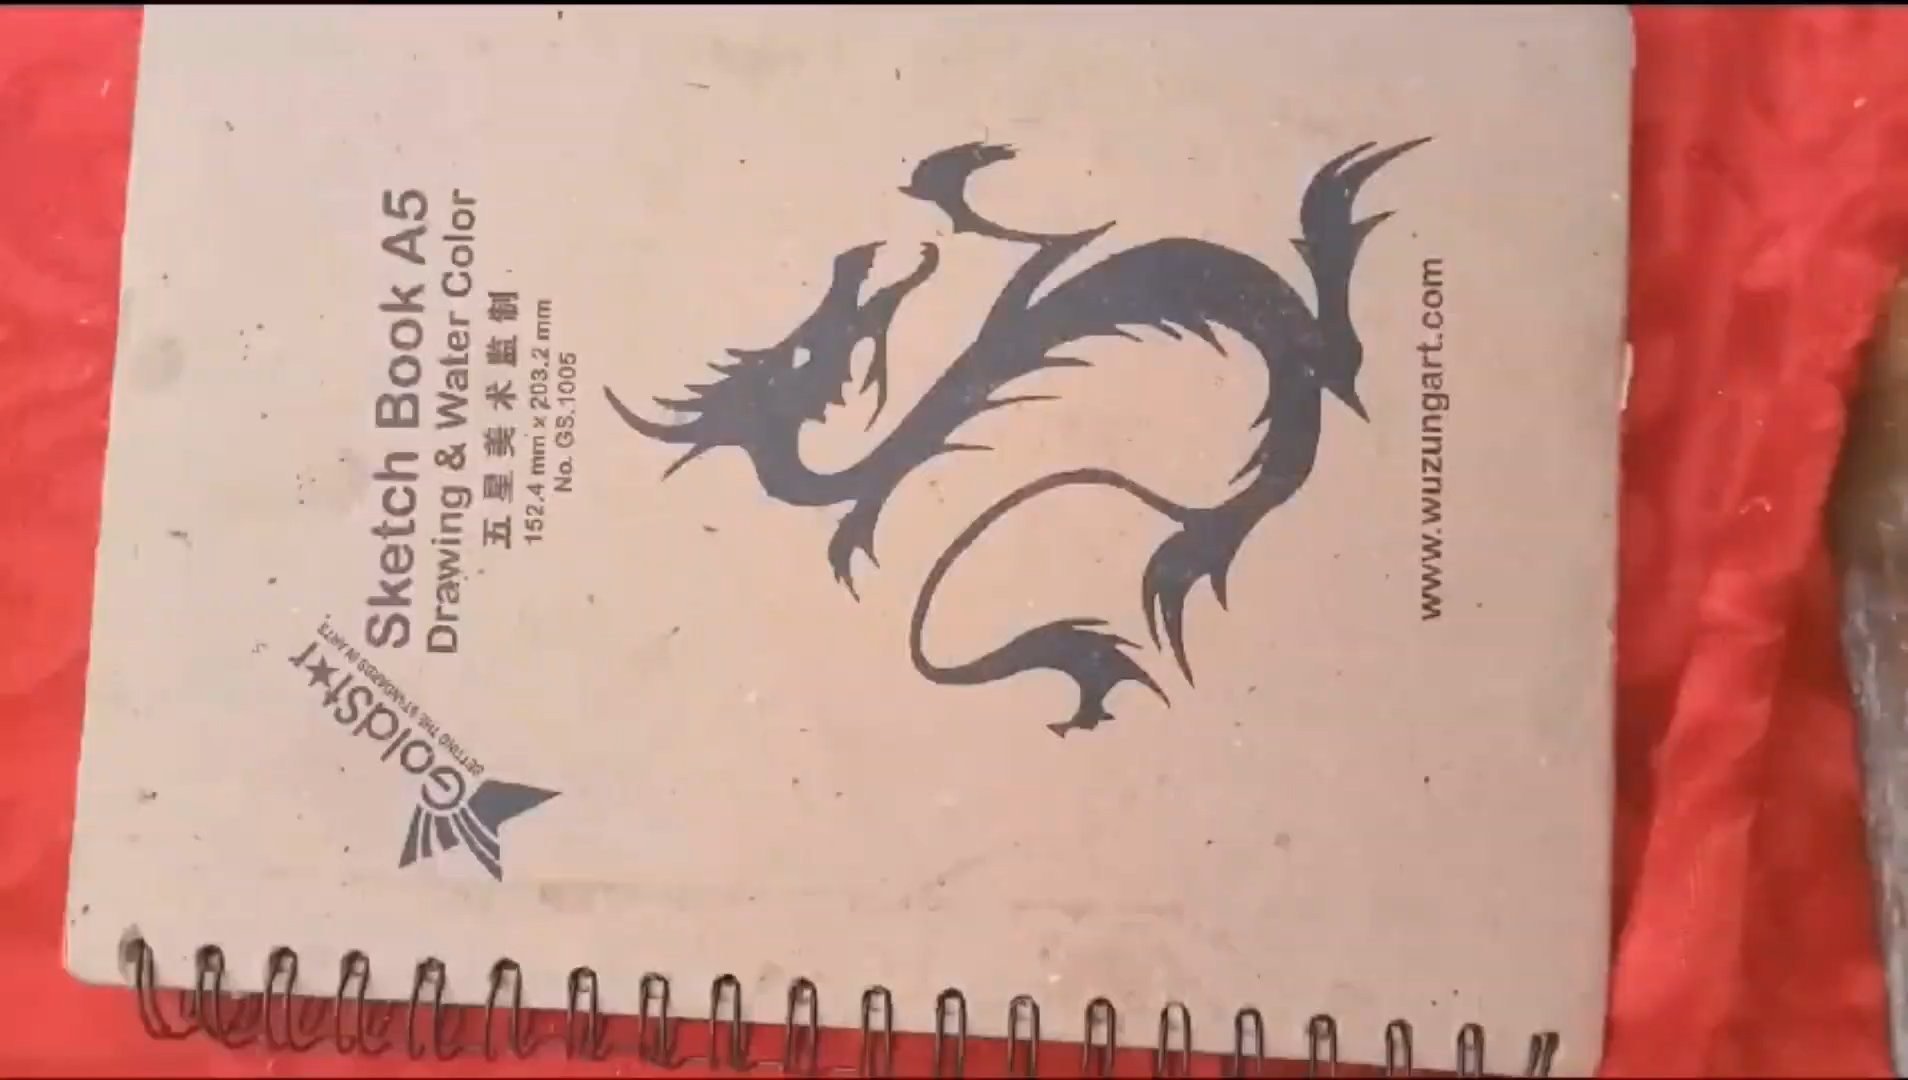 GoldSt★r
SETTING THE STANDARDS IN ARTS
Sketch Book A5
Drawing & Water Color
五星美术监制
152.4 mm x 203.2 mm
No. GS.1005
www.wuzungart.com